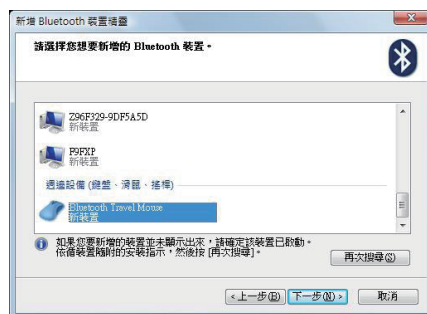 新增 Bluetooth 裝置精靈
請選擇您想要新增的 Bluetooth 裝置。
Z96F329-9DF5A5D
新裝置
F9FXP
新裝置
週邊設備 (鍵盤、滑鼠、搖桿)
Bluetooth Travel Mouse
新裝置
如果您要新增的裝置並未顯示出來，請確定該裝置已啟動。
依循裝置隨附的安裝指示，然後按 [再次搜尋]。
再次搜尋(S)
<上一步(B)
下一步(N)>
取消